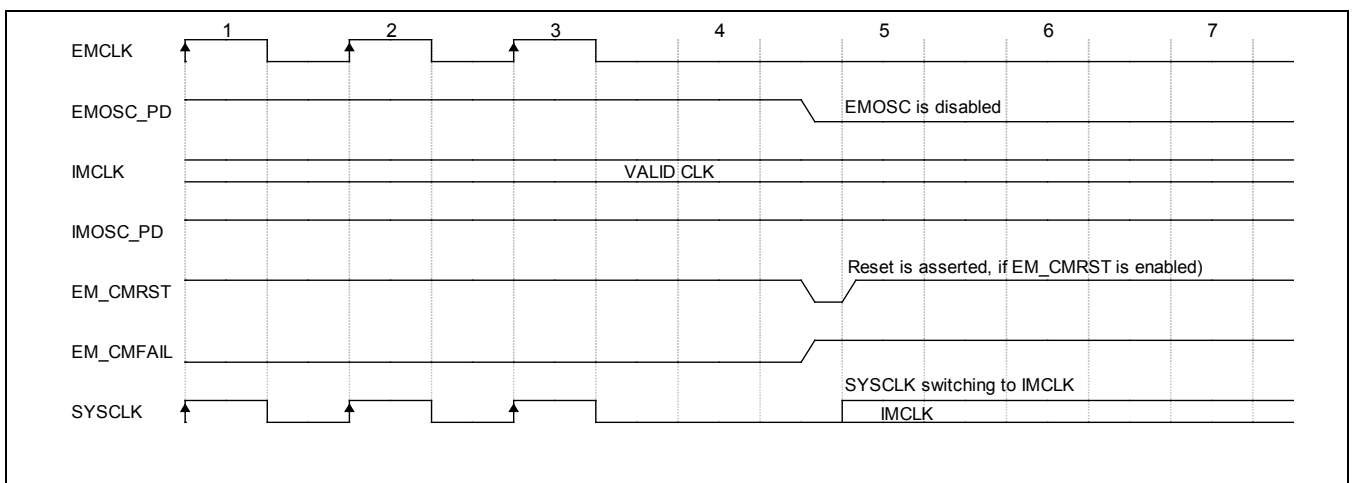 1 2 3 4 5 6 7
EMCLK
EMOSC_PD
EMOSC is disabled
IMCLK
VALID CLK
IMOSC_PD
Reset is asserted, if EM_CMRST is enabled)
EM_CMRST
EM_CMFAIL
SYSCLK switching to IMCLK
SYSCLK
IMCLK